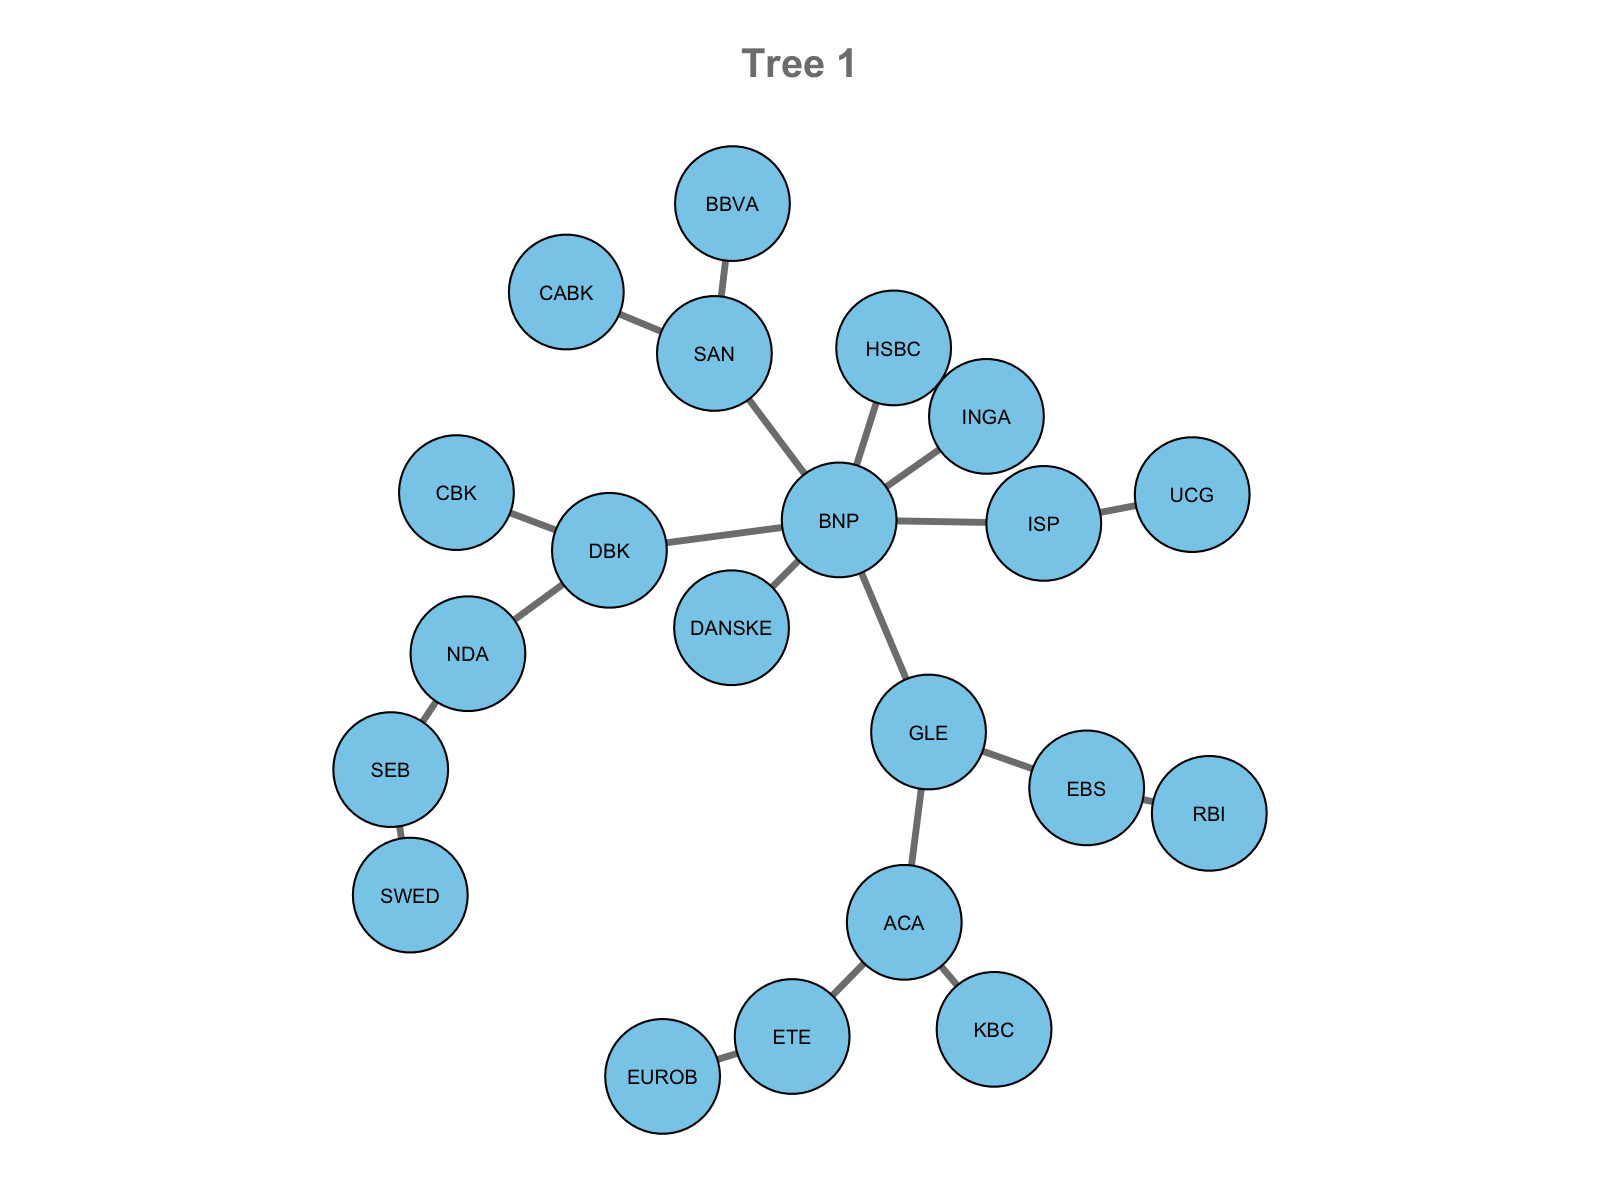 Tree 1
BBVA
CABK
HSBC
SAN
INGA
CBK
UCG
BNP
ISP
DBK
DANSKE
NDA
GLE
SEB
EBS
RBI
SWED
ACA
KBC
ETE
EUROB